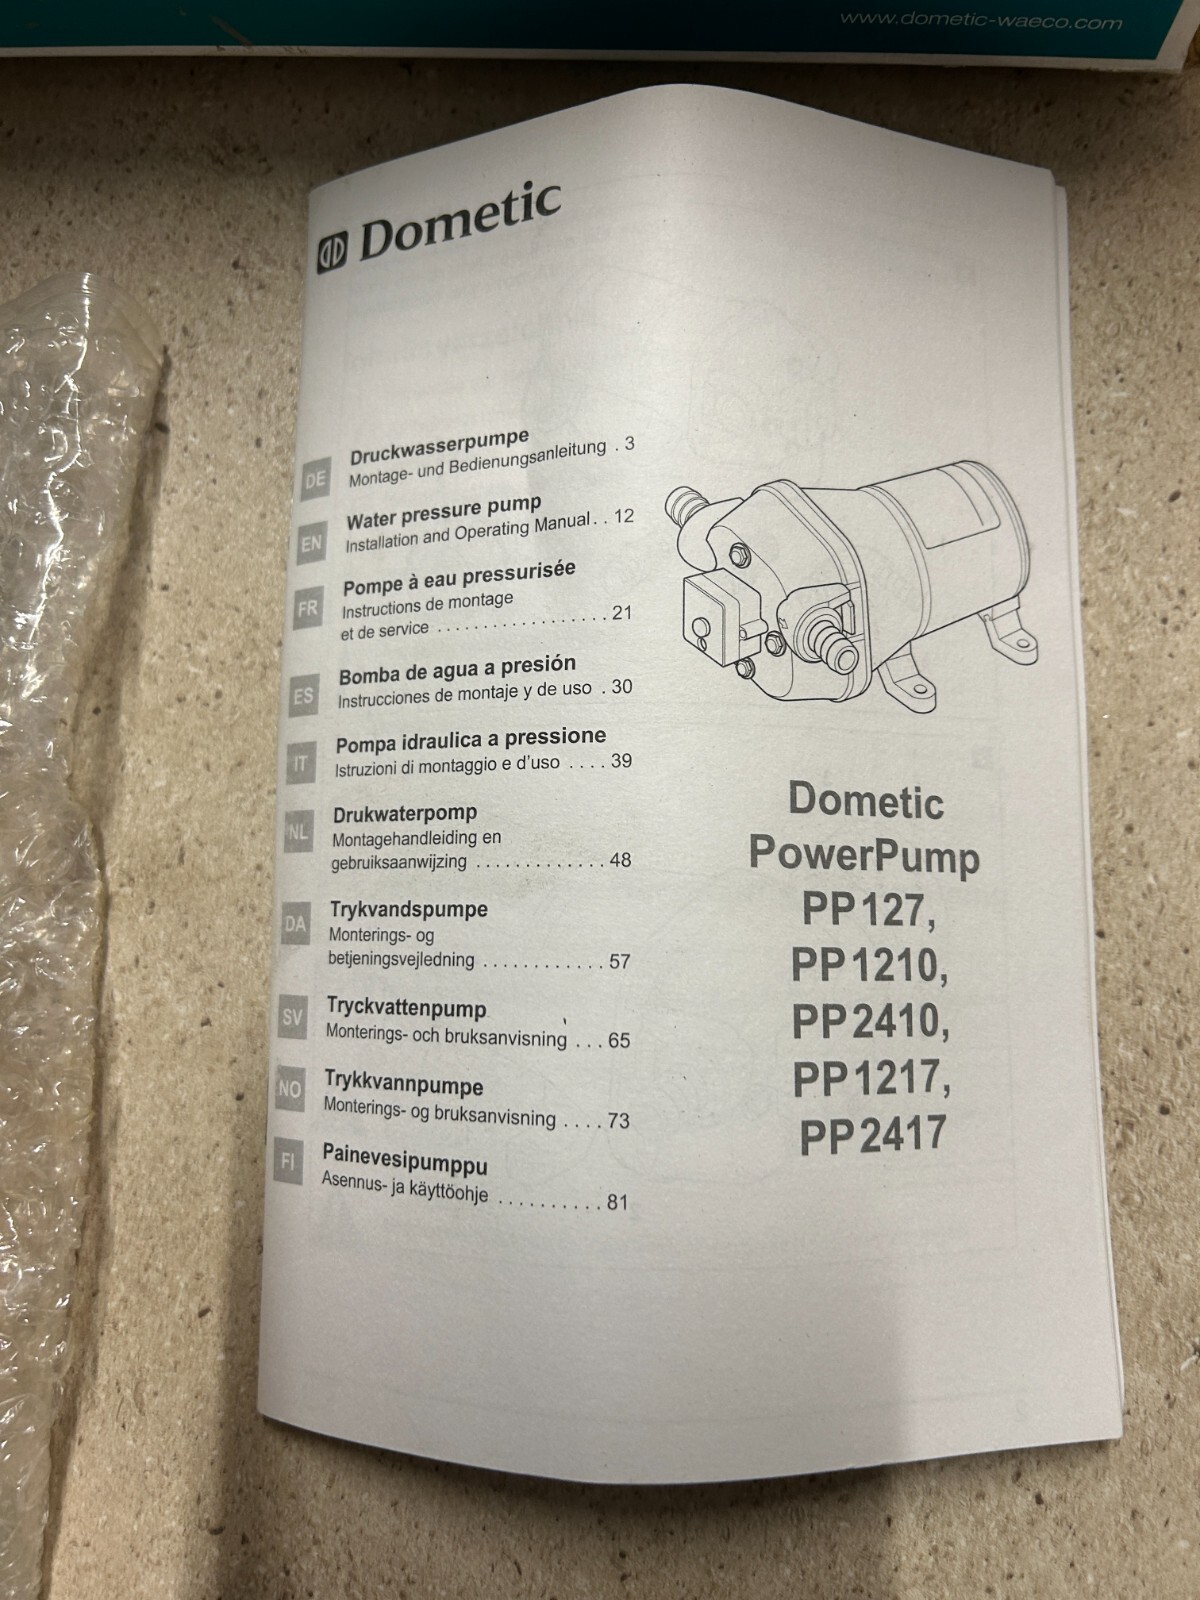 www.dometic-waeco.com
Dometic
DE
Druckwasserpumpe
Montage- und Bedienungsanleitung . 3
EN
Water pressure pump
Installation and Operating Manual. . 12
FR
Pompe à eau pressurisée
Instructions de montage
et de service . . . . . . . . . . . . . . . . . . 21
ES
Bomba de agua a presión
Instrucciones de montaje y de uso . 30
IT
Pompa idraulica a pressione
Istruzioni di montaggio e d'uso . . . . 39
NL
Drukwaterpomp
Montagehandleiding en
gebruiksaanwijzing . . . . . . . . . . . . . 48
DA
Trykvandspumpe
Monterings- og
betjeningsvejledning . . . . . . . . . . . . 57
SV
Tryckvattenpump
Monterings- och bruksanvisning . . . 65
NO
Trykkvannpumpe
Monterings- og bruksanvisning . . . . 73
FI
Painevesipumppu
Asennus- ja käyttöohje . . . . . . . . . . 81
Dometic
PowerPump
PP127,
PP1210,
PP2410,
PP1217,
PP2417